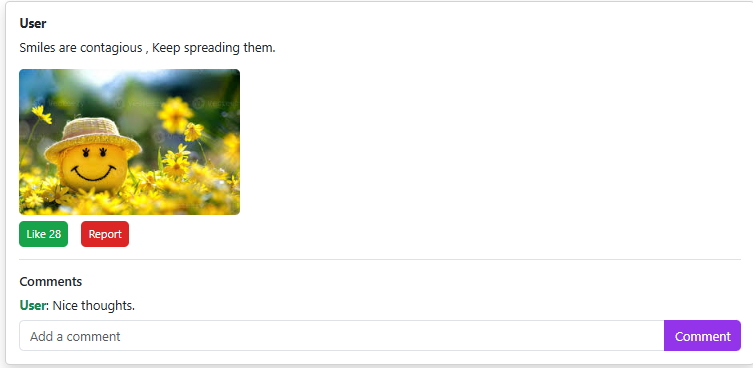 User
Smiles are contagious , Keep spreading them.
Like 28
Report
Comments
User: Nice thoughts.
Add a comment
Comment